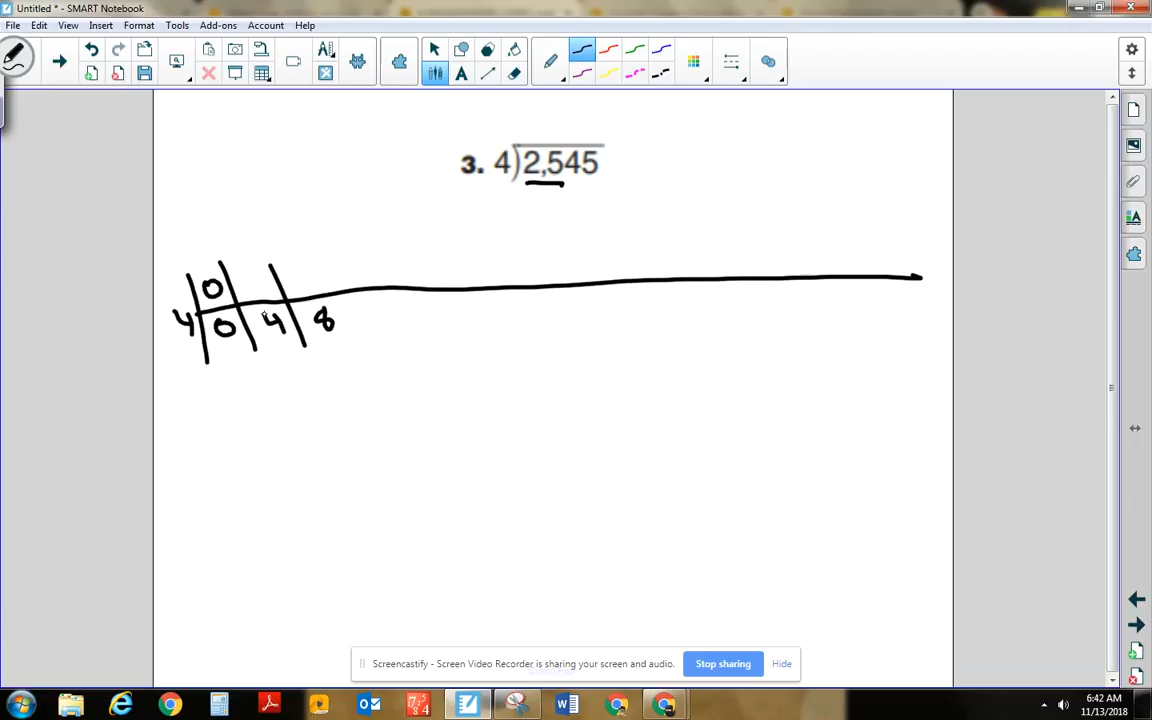 Untitled * - SMART Notebook
File Edit View Insert Format Tools Add-ons Account Help
3. 4)2,545
0
4 0 4 8
Screencastify - Screen Video Recorder is sharing your screen and audio. Stop sharing Hide
6:42 AM
11/13/2018